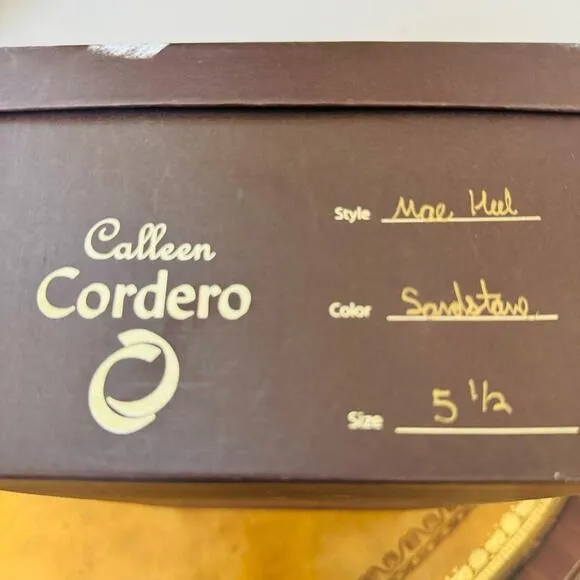 Calleen
Cordero
Style Mae Heel
Color Sandstone
Size 5 1/2